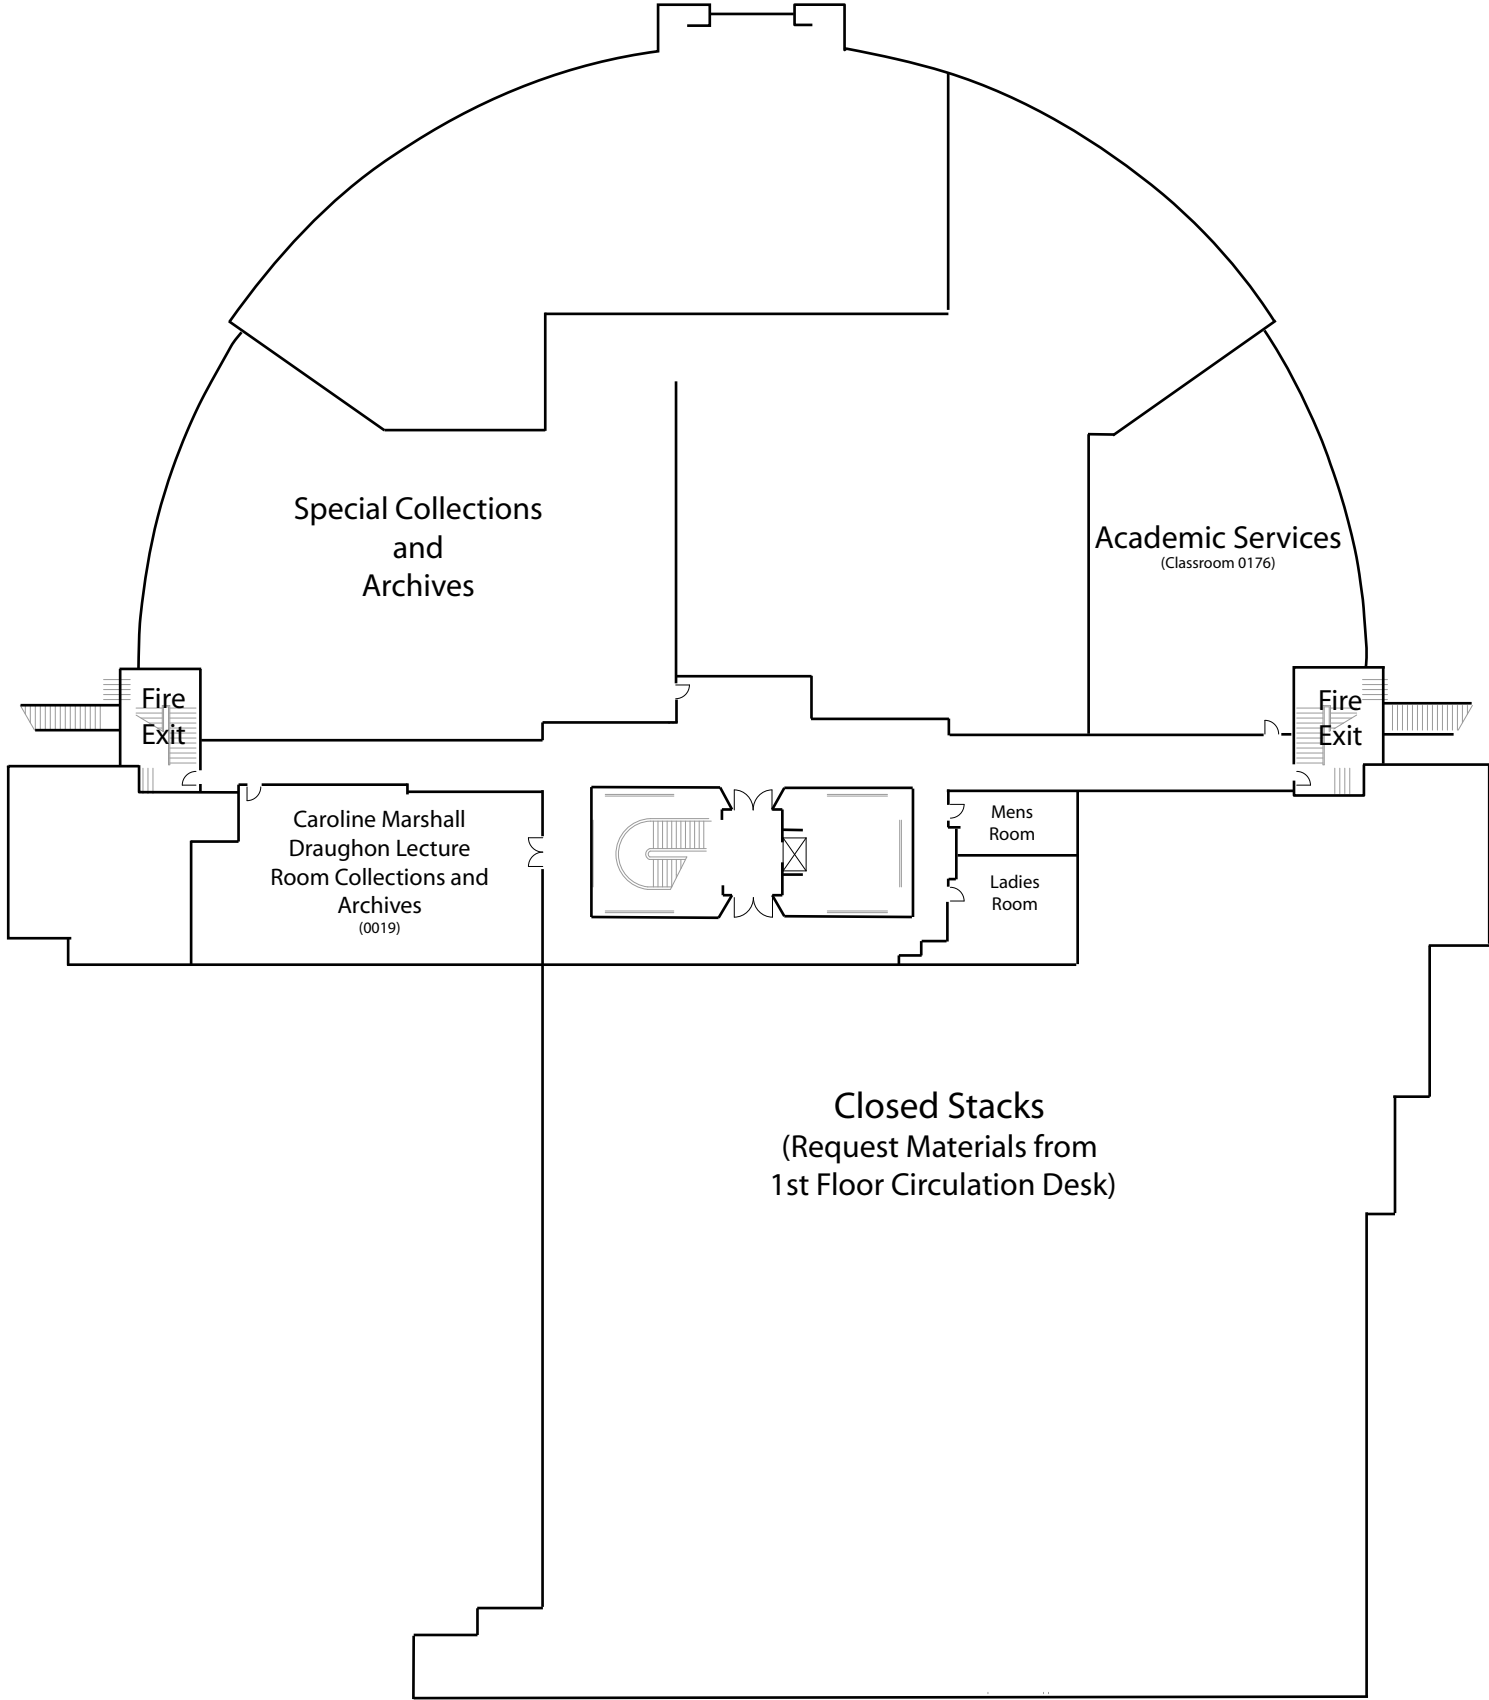 Special Collections
and
Archives
Academic Services
(Classroom 0176)
Fire
Exit
Fire
Exit
Caroline Marshall
Draughon Lecture
Room Collections and
Archives
(0019)
Mens
Room
Ladies
Room
Closed Stacks
(Request Materials from
1st Floor Circulation Desk)